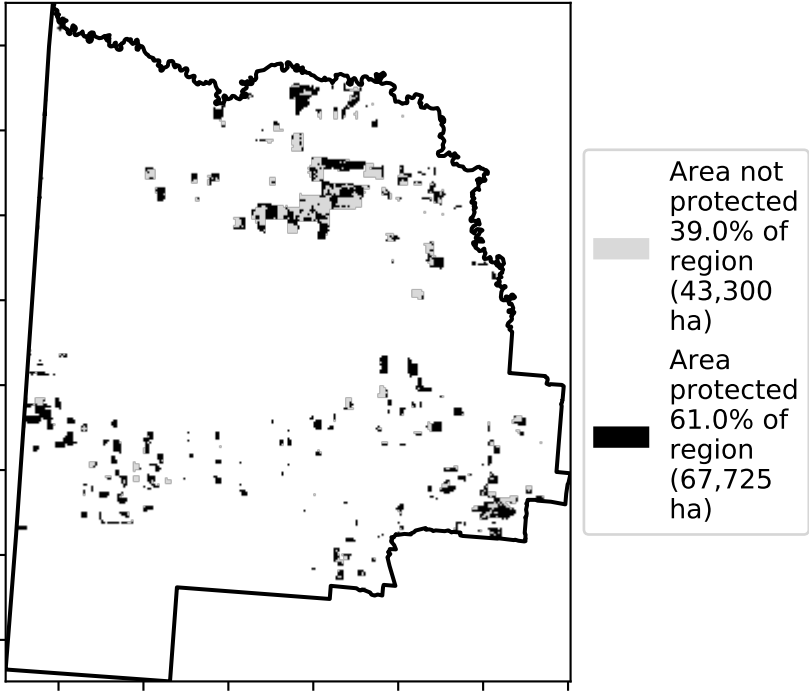 Area not
protected
39.0% of
region
(43,300
ha)
Area
protected
61.0% of
region
(67,725
ha)